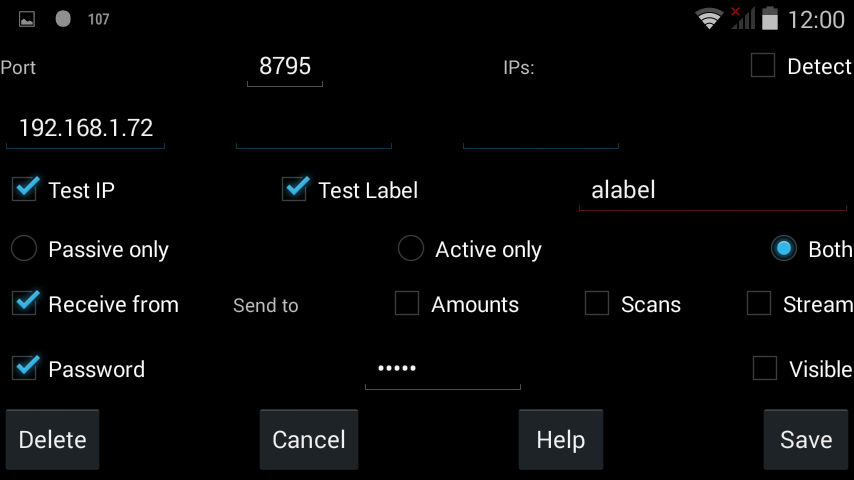 107 12:00
Port 8795 IPs: Detect
192.168.1.72
Test IP Test Label alabel
Passive only Active only Both
Receive from Send to Amounts Scans Stream
Password ••••• Visible
Delete Cancel Help Save